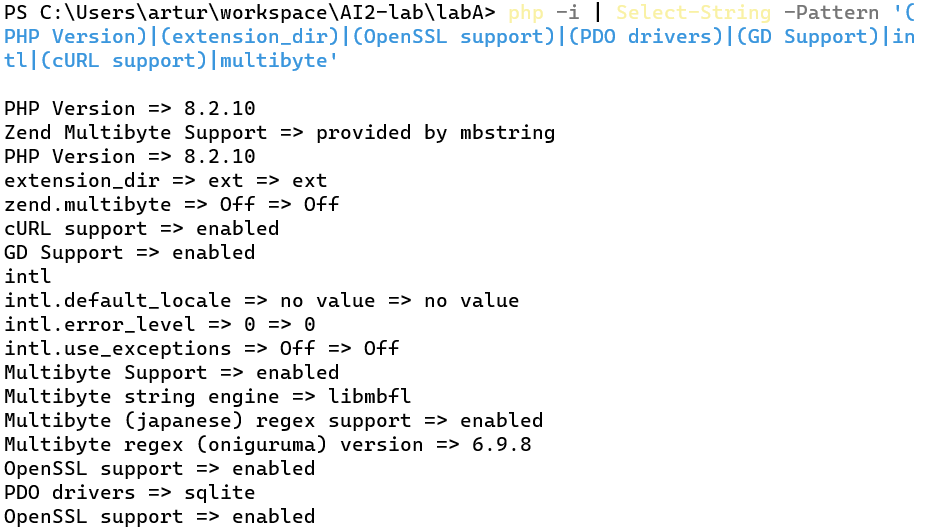 PS C:\Users\artur\workspace\AI2-lab\labA> php -i | Select-String -Pattern '(
PHP Version)|(extension_dir)|(OpenSSL support)|(PDO drivers)|(GD Support)|in
tl|(cURL support)|multibyte'
PHP Version => 8.2.10
Zend Multibyte Support => provided by mbstring
PHP Version => 8.2.10
extension_dir => ext => ext
zend.multibyte => Off => Off
cURL support => enabled
GD Support => enabled
intl
intl.default_locale => no value => no value
intl.error_level => 0 => 0
intl.use_exceptions => Off => Off
Multibyte Support => enabled
Multibyte string engine => libmbfl
Multibyte (japanese) regex support => enabled
Multibyte regex (oniguruma) version => 6.9.8
OpenSSL support => enabled
PDO drivers => sqlite
OpenSSL support => enabled